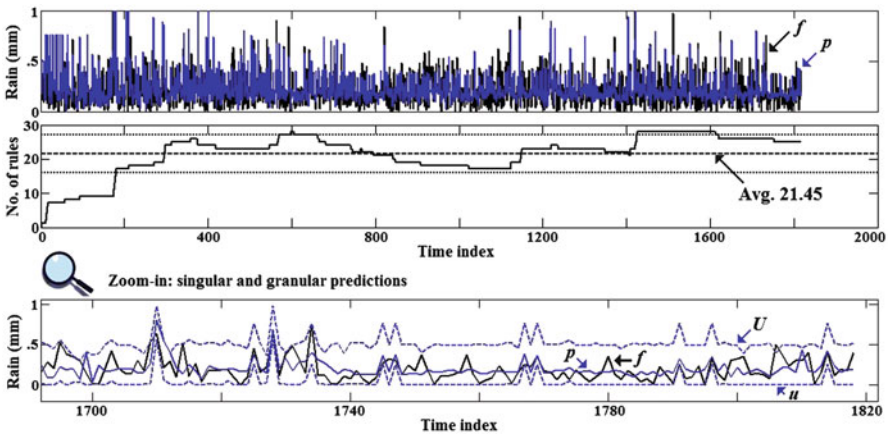 1
.5
0
Rain (mm)
f
p
30
20
10
0
No. of rules
Avg. 21.45
0 400 800 1200 1600 2000
Time index
Zoom-in: singular and granular predictions
1
.5
0
Rain (mm)
U
p
f
u
1700 1740 1780 1820
Time index